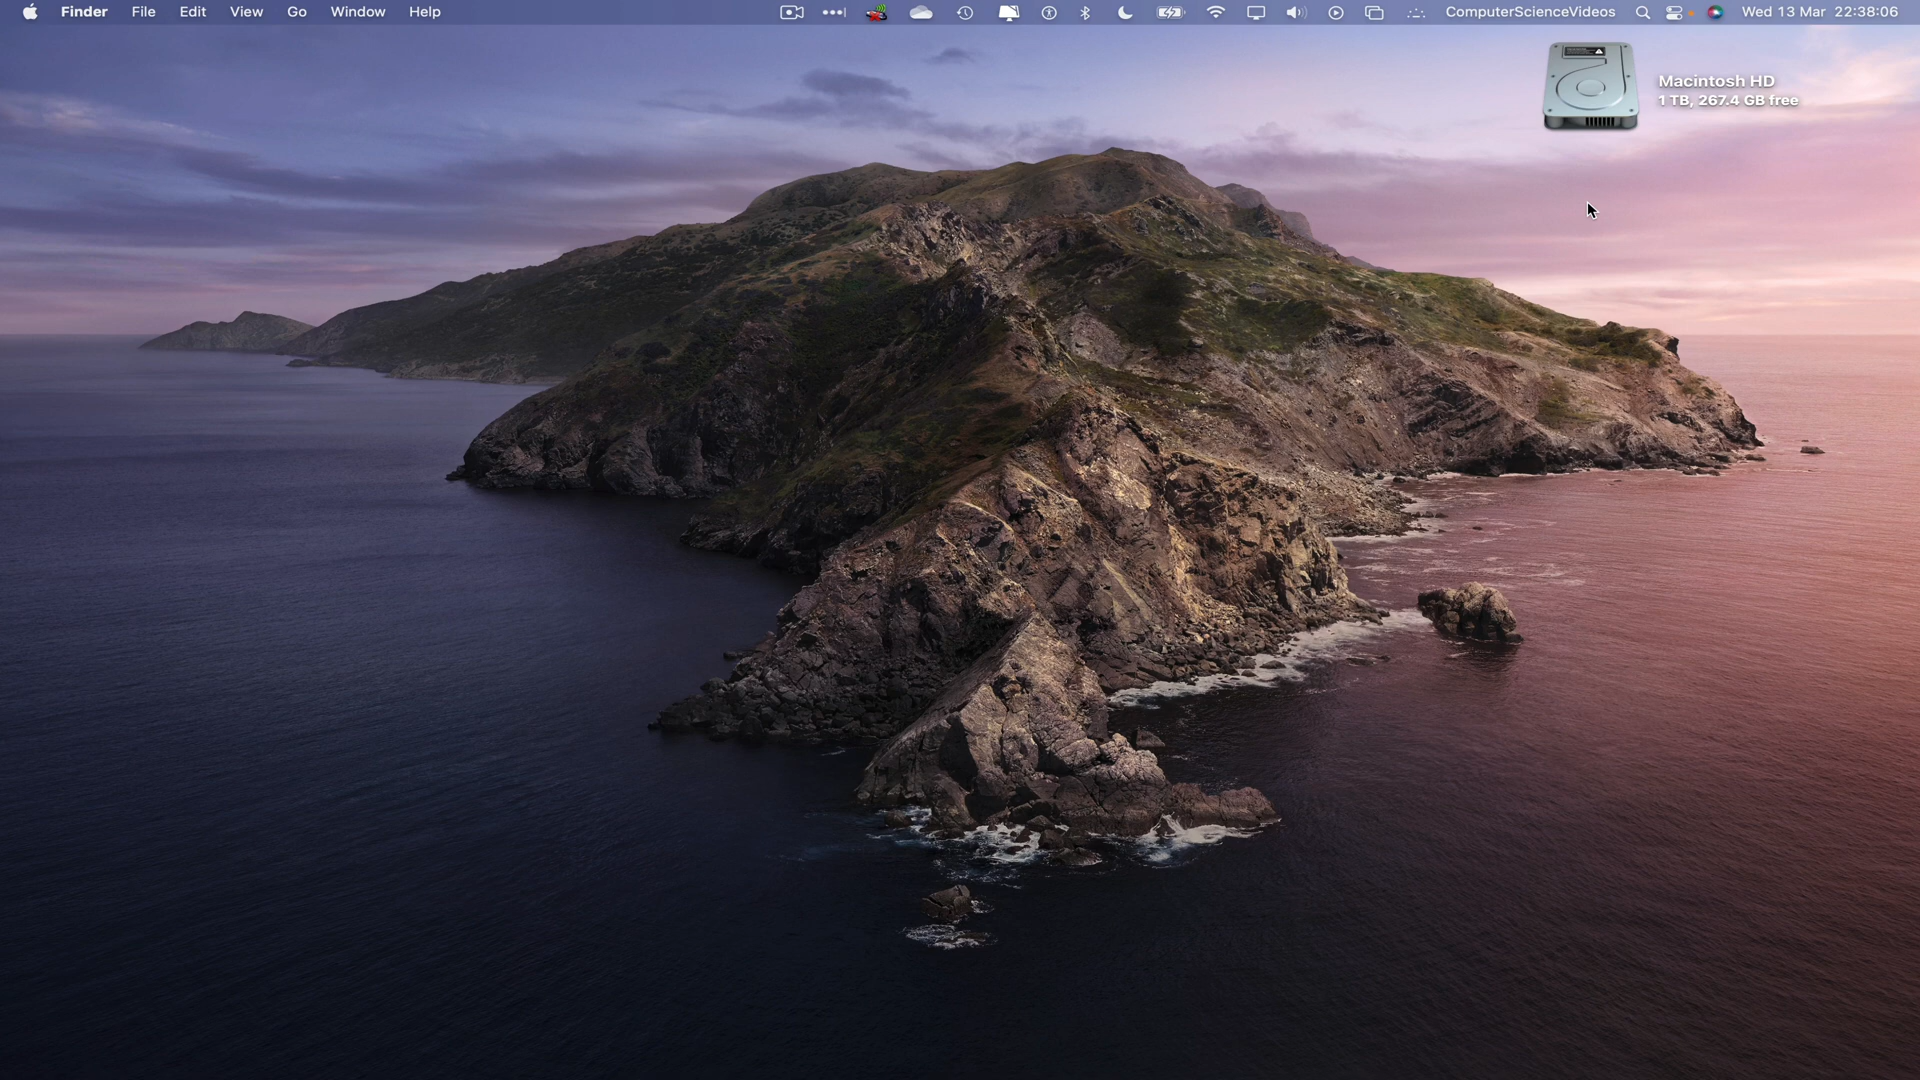 Finder File Edit View Go Window Help ComputerScienceVideos Wed 13 Mar 22:38:06
Macintosh HD
1 TB, 267.4 GB free